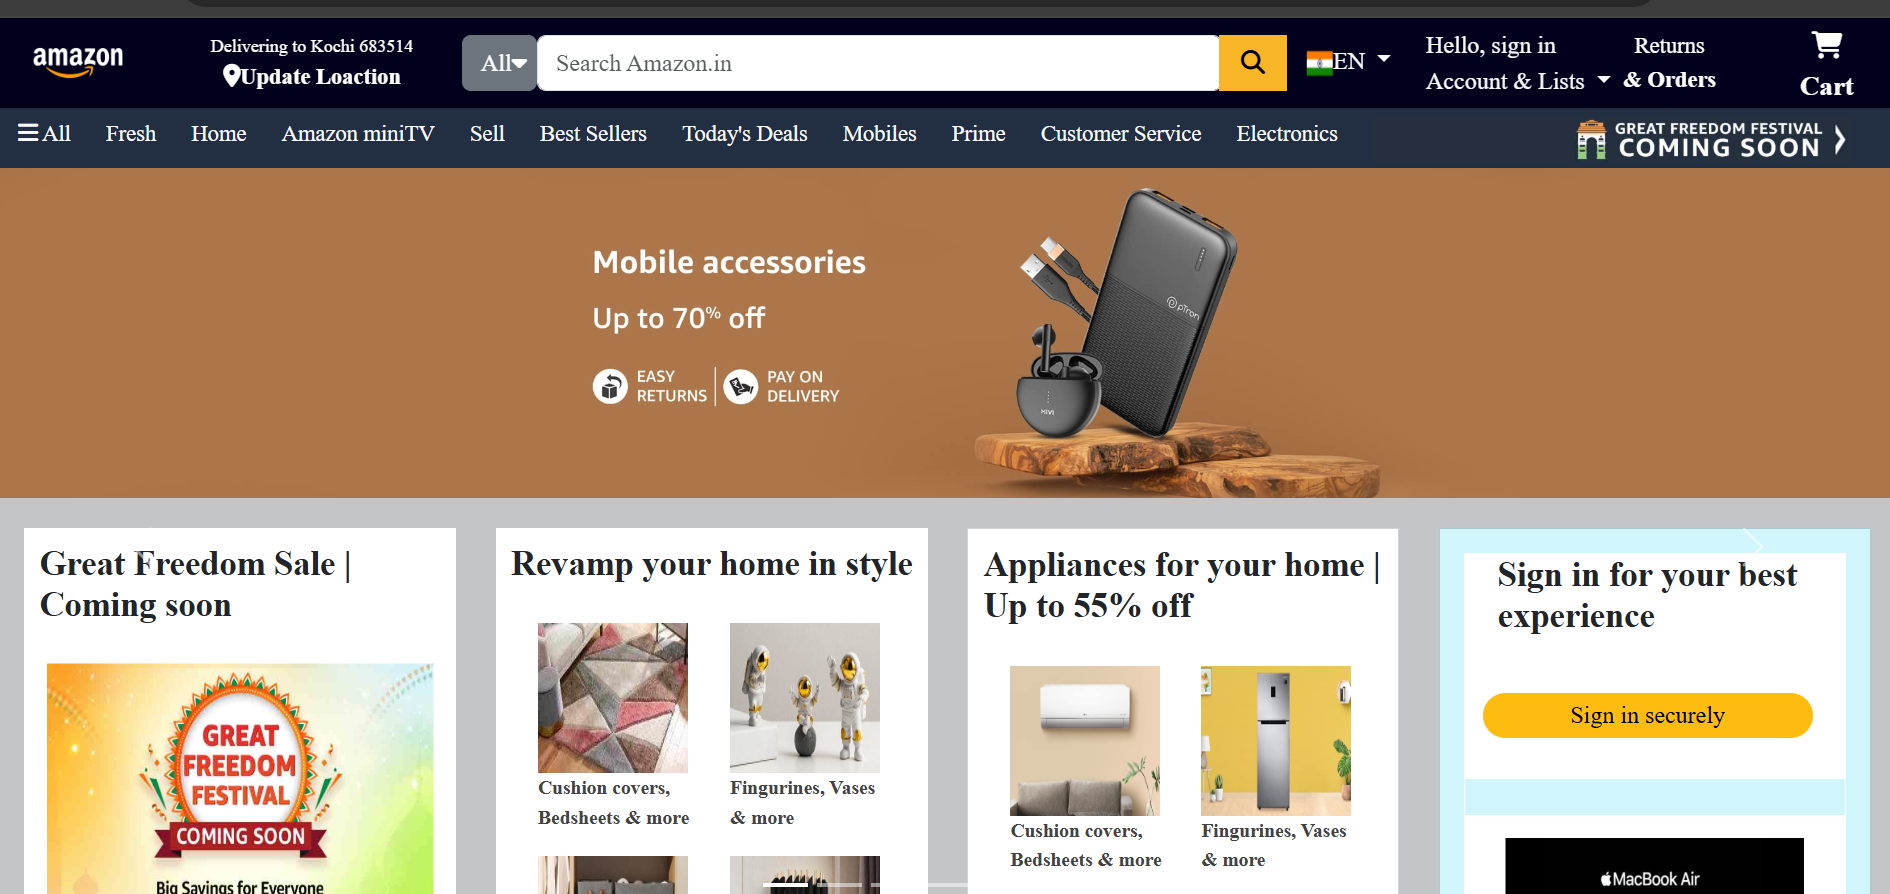 amazon
Delivering to Kochi 683514
Update Loaction
All
Search Amazon.in
EN
Hello, sign in
Account & Lists
Returns
& Orders
Cart
All
Fresh
Home
Amazon miniTV
Sell
Best Sellers
Today's Deals
Mobiles
Prime
Customer Service
Electronics
GREAT FREEDOM FESTIVAL
COMING SOON
Mobile accessories
Up to 70% off
EASY
RETURNS
PAY ON
DELIVERY
pTron
MIVI
Great Freedom Sale |
Coming soon
GREAT
FREEDOM
FESTIVAL
COMING SOON
Big Savings for Everyone
Revamp your home in style
Cushion covers,
Bedsheets & more
Fingurines, Vases
& more
Appliances for your home |
Up to 55% off
Cushion covers,
Bedsheets & more
Fingurines, Vases
& more
Sign in for your best
experience
Sign in securely
MacBook Air